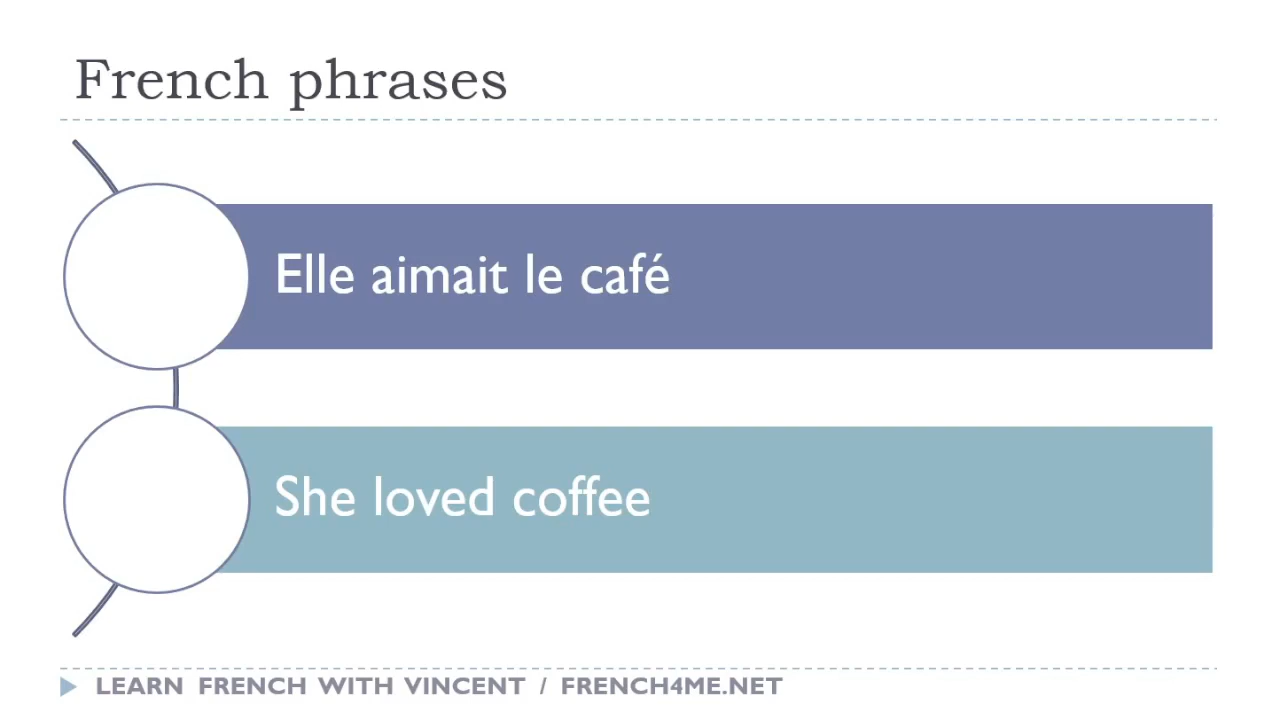 French phrases
Elle aimait le café
She loved coffee
LEARN FRENCH WITH VINCENT / FRENCH4ME.NET